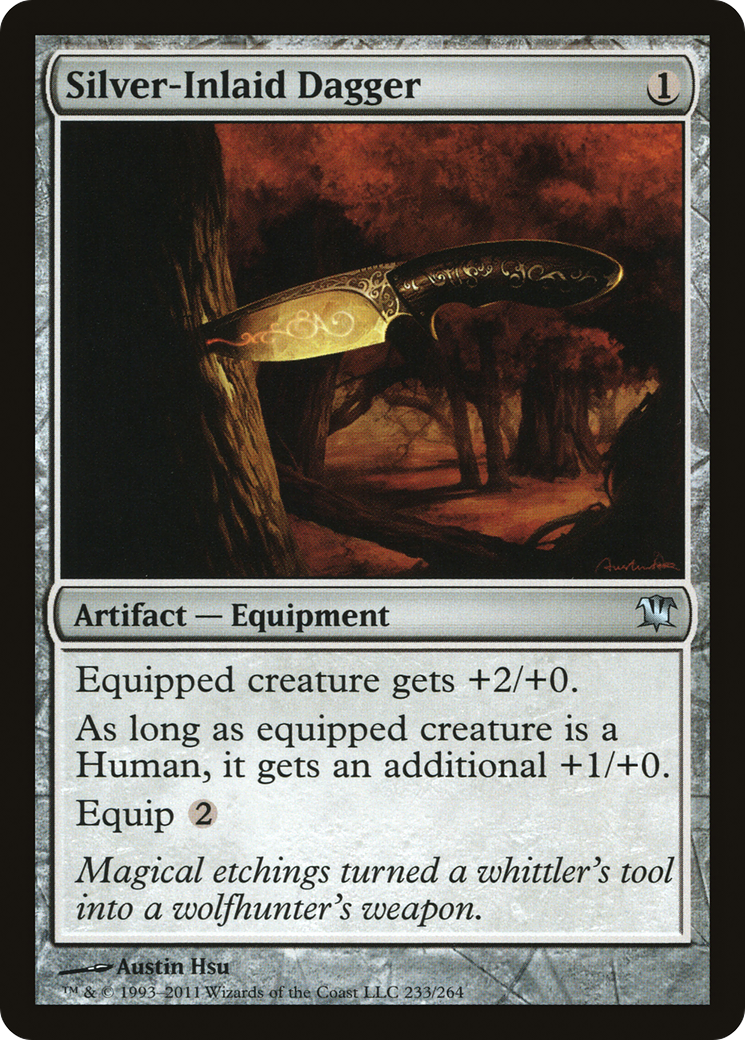 Silver-Inlaid Dagger 1
Artifact — Equipment
Equipped creature gets +2/+0.
As long as equipped creature is a
Human, it gets an additional +1/+0.
Equip 2
Magical etchings turned a whittler's tool
into a wolfhunter's weapon.
Austin Hsu
™ & © 1993–2011 Wizards of the Coast LLC 233/264